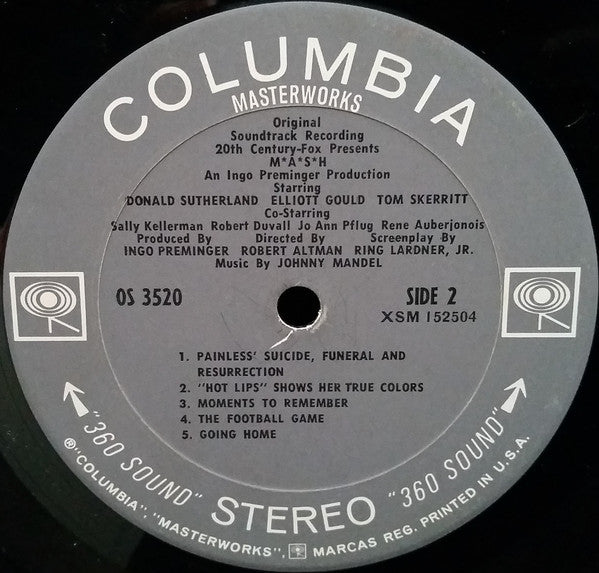 COLUMBIA
MASTERWORKS
Original
Soundtrack Recording
20th Century-Fox Presents
M*A*S*H
An Ingo Preminger Production
Starring
DONALD SUTHERLAND ELLIOTT GOULD TOM SKERRITT
Co-Starring
Sally Kellerman Robert Duvall Jo Ann Pflug Rene Auberjonois
Produced By Directed By Screenplay By
INGO PREMINGER ROBERT ALTMAN RING LARDNER, JR.
Music By JOHNNY MANDEL
OS 3520
SIDE 2
XSM 152504
1. PAINLESS' SUICIDE, FUNERAL AND
RESURRECTION
2. "HOT LIPS" SHOWS HER TRUE COLORS
3. MOMENTS TO REMEMBER
4. THE FOOTBALL GAME
5. GOING HOME
"360 SOUND" STEREO "360 SOUND"
® "COLUMBIA", "MASTERWORKS", MARCAS REG. PRINTED IN U.S.A.